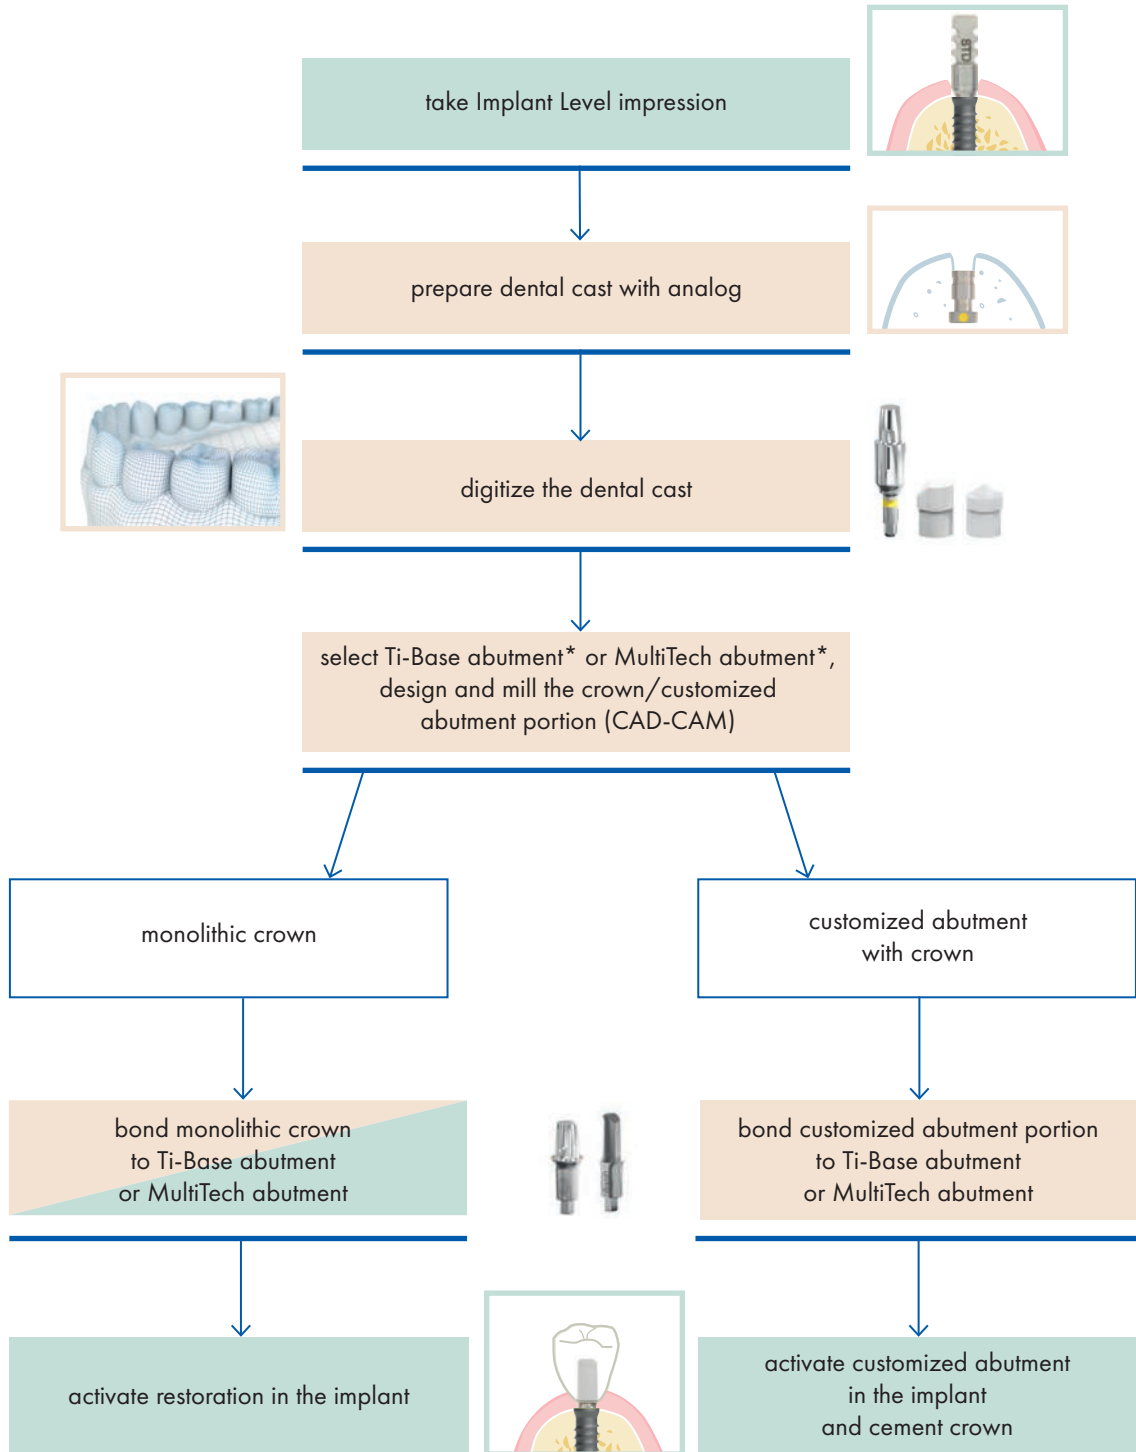 STD
take Implant Level impression
prepare dental cast with analog
digitize the dental cast
select Ti-Base abutment* or MultiTech abutment*,
design and mill the crown/customized
abutment portion (CAD-CAM)
monolithic crown
customized abutment
with crown
bond monolithic crown
to Ti-Base abutment
or MultiTech abutment
bond customized abutment portion
to Ti-Base abutment
or MultiTech abutment
activate restoration in the implant
activate customized abutment
in the implant
and cement crown